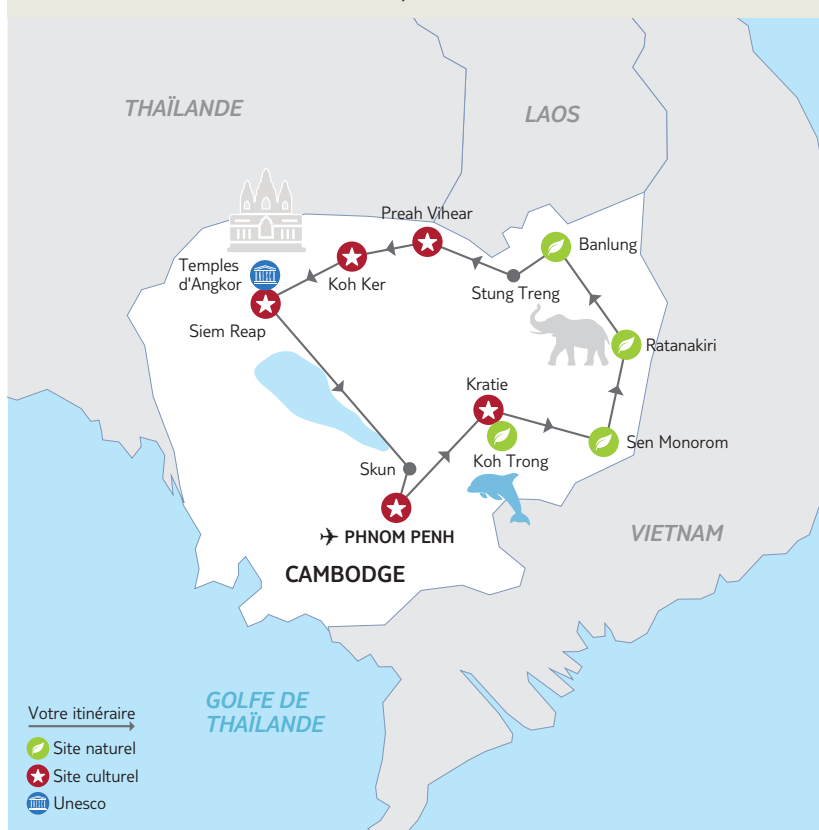 THAÏLANDE
LAOS
Preah Vihear
Banlung
Temples
d'Angkor
Koh Ker
Stung Treng
Siem Reap
Ratanakiri
Kratie
Sen Monorom
Koh Trong
Skun
VIETNAM
PHNOM PENH
CAMBODGE
GOLFE DE
THAÏLANDE
Votre itinéraire
Site naturel
Site culturel
Unesco